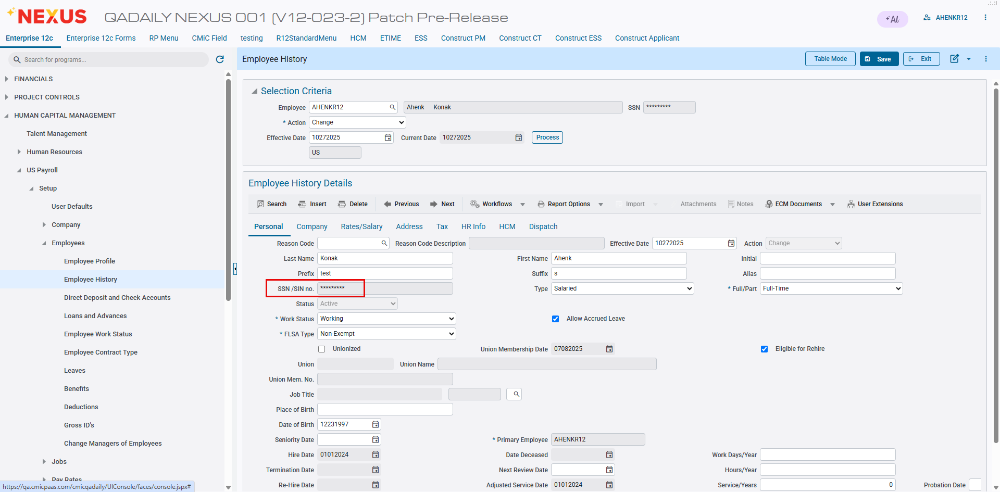 NEXUS QADAILY NEXUS 001 (V12-023-2) Patch Pre-Release AI AHENKR12
Enterprise 12c Enterprise 12c Forms RP Menu CMiC Field testing R12StandardMenu HCM ETIME ESS Construct PM Construct CT Construct ESS Construct Applicant
Search for programs...
FINANCIALS
PROJECT CONTROLS
HUMAN CAPITAL MANAGEMENT
Talent Management
Human Resources
US Payroll
Setup
User Defaults
Company
Employees
Employee Profile
Employee History
Direct Deposit and Check Accounts
Loans and Advances
Employee Work Status
Employee Contract Type
Leaves
Benefits
Deductions
Gross ID's
Change Managers of Employees
Jobs
Pay Rates
https://qa.cmicpaas.com/cmicqadaily/UIConsole/faces/console.jspx#
Employee History Table Mode Save Exit
Selection Criteria
Employee AHENKR12 Ahenk Konak SSN *********
* Action Change
Effective Date 10272025 Current Date 10272025 Process
US
Employee History Details
Search Insert Delete Previous Next Workflows Report Options Import Attachments Notes ECM Documents User Extensions
Personal Company Rates/Salary Address Tax HR Info HCM Dispatch
Reason Code Reason Code Description Effective Date 10272025 Action Change
Last Name Konak First Name Ahenk Initial
Prefix test Suffix s Alias
SSN /SIN no. ********* Type Salaried * Full/Part Full-Time
Status Active
* Work Status Working Allow Accrued Leave
* FLSA Type Non-Exempt
Unionized Union Membership Date 07082025 Eligible for Rehire
Union Union Name
Union Mem. No.
Job Title
Place of Birth
Date of Birth 12231997
Seniority Date * Primary Employee AHENKR12
Hire Date 01012024 Date Deceased Work Days/Year
Termination Date Next Review Date Hours/Year
Re-Hire Date Adjusted Service Date 01012024 Service/Years 0 Probation Date